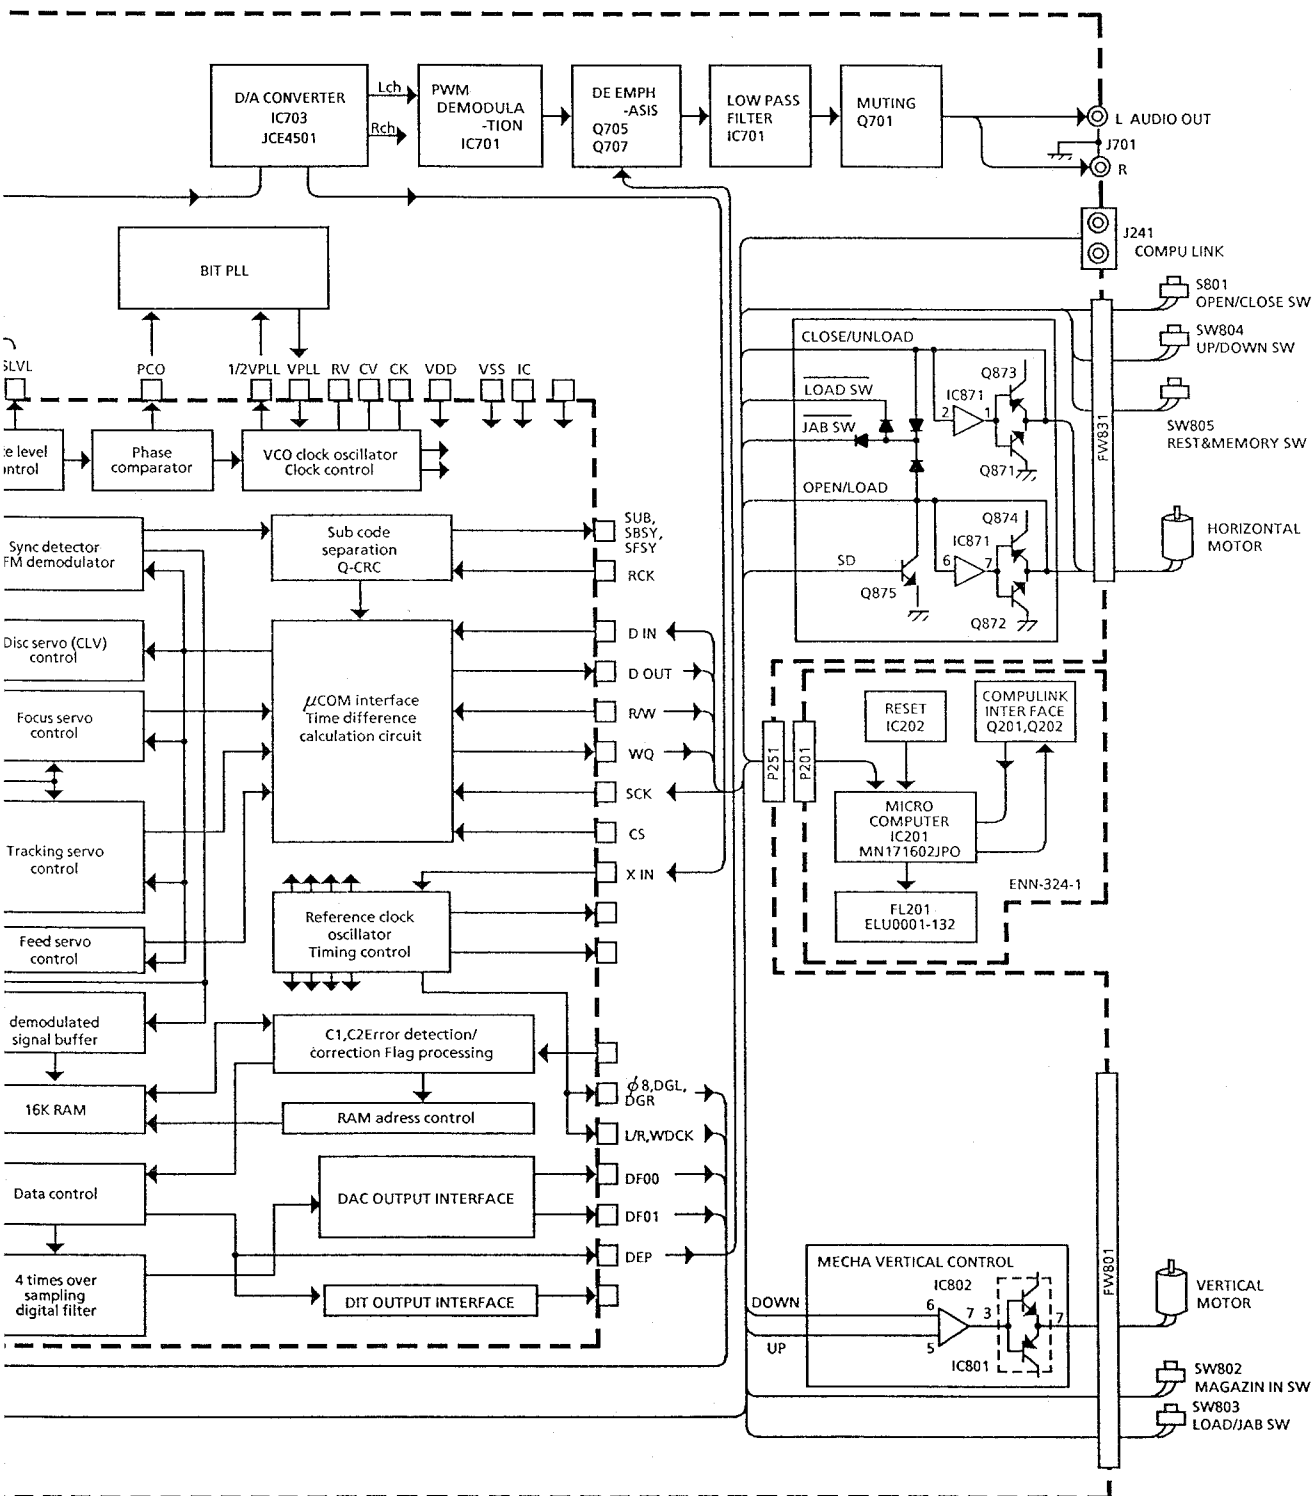 D/A CONVERTER
IC703
JCE4501
Lch
Rch
PWM
DEMODULA
-TION
IC701
DE EMPH
-ASIS
Q705
Q707
LOW PASS
FILTER
IC701
MUTING
Q701
L AUDIO OUT
J701
R
J241
COMPU LINK
S801
OPEN/CLOSE SW
SW804
UP/DOWN SW
SW805
REST&MEMORY SW
FW831
HORIZONTAL
MOTOR
BIT PLL
SLVL
PCO
1/2VPLL
VPLL
RV
CV
CK
VDD
VSS
IC
Phase
comparator
VCO clock oscillator
Clock control
CLOSE/UNLOAD
LOAD SW
JAB SW
OPEN/LOAD
SD
Q875
IC871
2
1
Q873
Q871
IC871
6
7
Q874
Q872
Sync detector
FM demodulator
Sub code
separation
Q-CRC
SUB,
SBSY,
SFSY
RCK
Disc servo (CLV)
control
Focus servo
control
Tracking servo
control
Feed servo
control
μCOM interface
Time difference
calculation circuit
D IN
D OUT
R/W
WQ
SCK
CS
X IN
P251
P201
RESET
IC202
COMPULINK
INTER FACE
Q201,Q202
MICRO
COMPUTER
IC201
MN171602JPO
ENN-324-1
FL201
ELU0001-132
Reference clock
oscillator
Timing control
demodulated
signal buffer
C1,C2Error detection/
correction Flag processing
16K RAM
RAM adress control
ϕ8,DGL,
DGR
L/R,WDCK
Data control
DAC OUTPUT INTERFACE
DF00
DF01
DEP
4 times over
sampling
digital filter
DIT OUTPUT INTERFACE
MECHA VERTICAL CONTROL
IC802
DOWN
UP
6
5
7
3
7
IC801
FW801
VERTICAL
MOTOR
SW802
MAGAZIN IN SW
SW803
LOAD/JAB SW